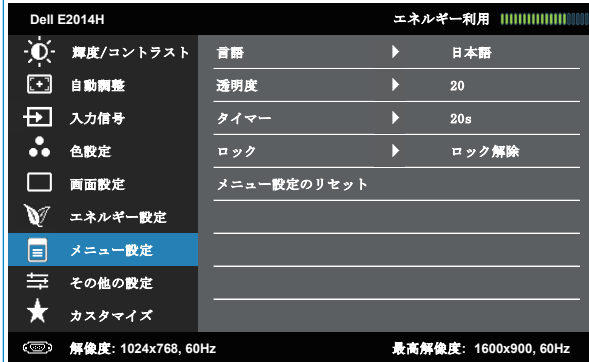 Dell E2014H エネルギー利用
輝度/コントラスト 言語 日本語
自動調整 透明度 20
入力信号 タイマー 20s
色設定 ロック ロック解除
画面設定 メニュー設定のリセット
エネルギー設定
メニュー設定
その他の設定
カスタマイズ
解像度: 1024x768, 60Hz 最高解像度: 1600x900, 60Hz